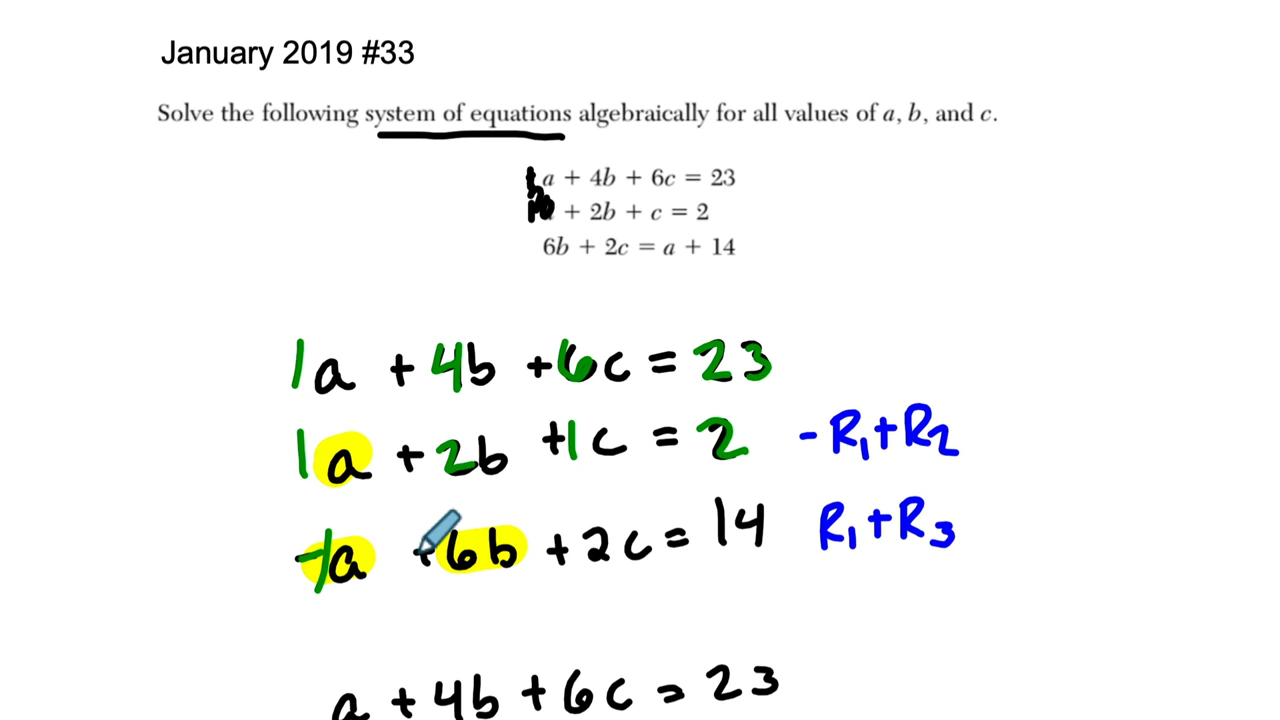 January 2019 #33
Solve the following system of equations algebraically for all values of a, b, and c.
a + 4b + 6c = 23
+ 2b + c = 2
6b + 2c = a + 14
1a + 4b + 6c = 23
1a + 2b + 1c = 2 - R₁ + R₂
-1a + 6b + 2c = 14 R₁ + R₃
a + 4b + 6c = 23